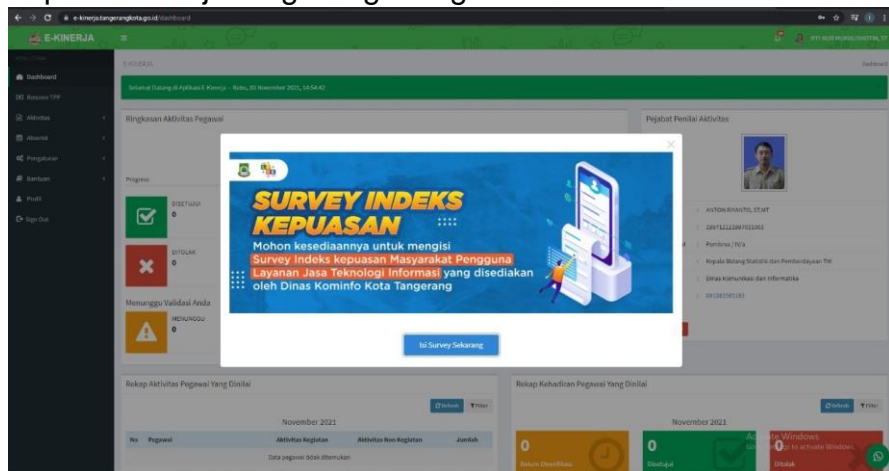 e-kinerja.tangerangkota.go.id/dashboard
E-KINERJA
E-KINERJA
Dashboard
Dashboard
Selamat Datang di Aplikasi E-Kinerja - Rabu, November 2021, 14:54:42
Resume TPP
Aktivitas
Absensi
Pengaturan
Bantuan
Profil
Sign Out
Ringkasan Aktivitas Pegawai
Progress
DISETUJUI
0
DITOLAK
0
Menunggu Validasi Anda
MENUNGGU
0
Pejabat Penilai Aktivitas
Pembina / IV/a
Kepala Bidang Statistik dan Pemberdayaan TIK
Dinas Komunikasi dan Informatika
SURVEY INDEKS
KEPUASAN
Mohon kesediaannya untuk mengisi
Survey Indeks kepuasan Masyarakat Pengguna
Layanan Jasa Teknologi Informasi yang disediakan
oleh Dinas Kominfo Kota Tangerang
Isi Survey Sekarang
Rekap Aktivitas Pegawai Yang Dinilai
Refresh Filter
November 2021
No Pegawai Aktivitas Kegiatan Aktivitas Non Kegiatan Jumlah
Data pegawai tidak ditemukan
Rekap Kehadiran Pegawai Yang Dinilai
Refresh Filter
November 2021
0
Belum Diverifikasi
0
Disetujui
0
Ditolak
Activate Windows